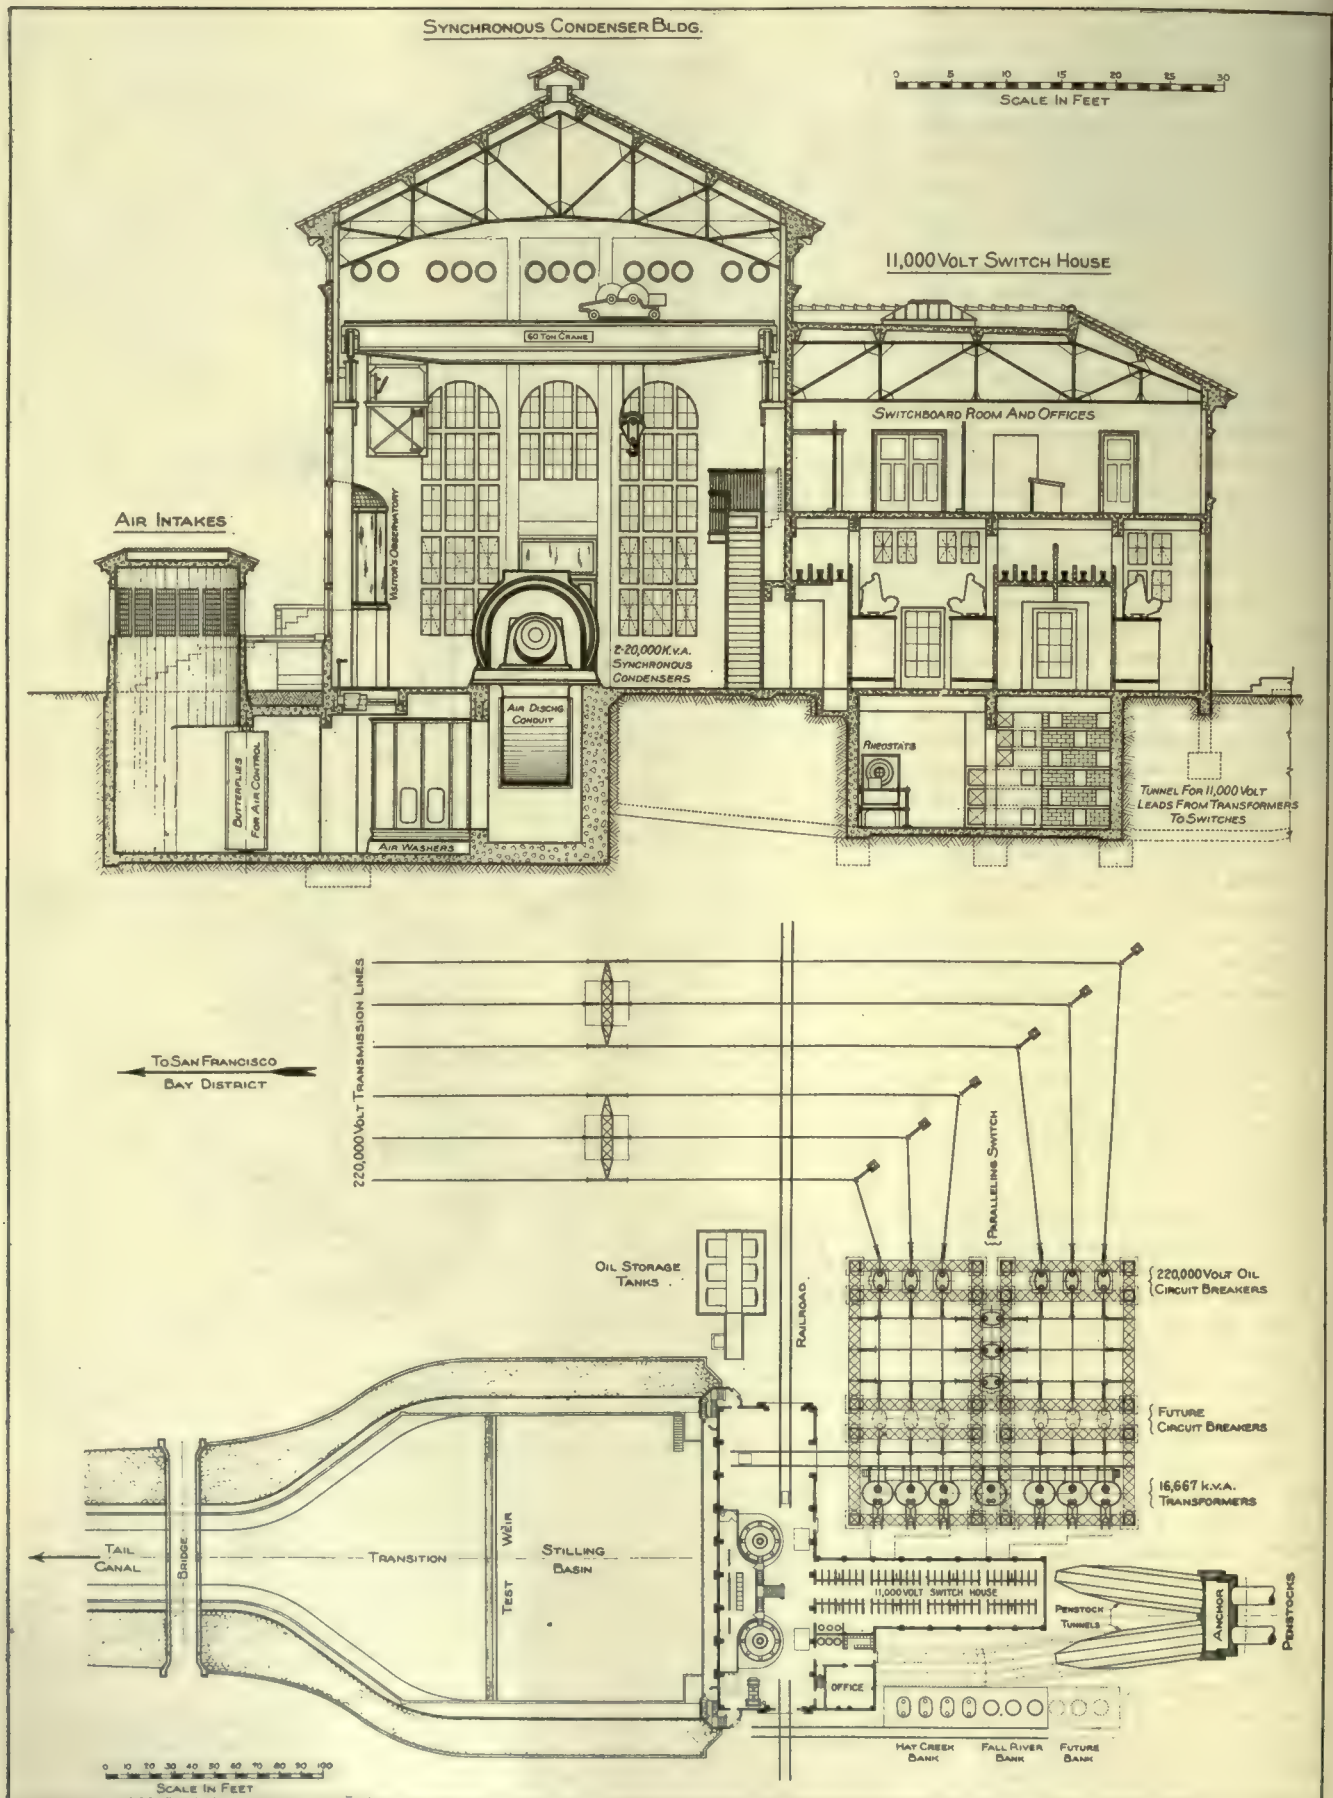 SYNCHRONOUS CONDENSER BLDG.
0 5 10 15 20 25 30
SCALE IN FEET
11,000 VOLT SWITCH HOUSE
60 TON CRANE
SWITCHBOARD ROOM AND OFFICES
AIR INTAKES
VISITOR'S OBSERVATORY
2-20,000 K.V.A.
SYNCHRONOUS
CONDENSERS
AIR DISCHG
CONDUIT
RHEOSTATS
BUTTERFLIES
FOR AIR CONTROL
TUNNEL FOR 11,000 VOLT
LEADS FROM TRANSFORMERS
TO SWITCHES
AIR WASHERS
220,000 VOLT TRANSMISSION LINES
TO SAN FRANCISCO
BAY DISTRICT
PARALLELING SWITCH
OIL STORAGE
TANKS
RAILROAD
220,000 VOLT OIL
CIRCUIT BREAKERS
FUTURE
CIRCUIT BREAKERS
16,667 K.V.A.
TRANSFORMERS
TAIL
CANAL
BRIDGE
TRANSITION
TEST WEIR
STILLING
BASIN
11,000 VOLT SWITCH HOUSE
PENSTOCK
TUNNELS
ANCHOR
PENSTOCKS
OFFICE
HAT CREEK
BANK
FALL RIVER
BANK
FUTURE
BANK
0 10 20 30 40 50 60 70 80 90 100
SCALE IN FEET